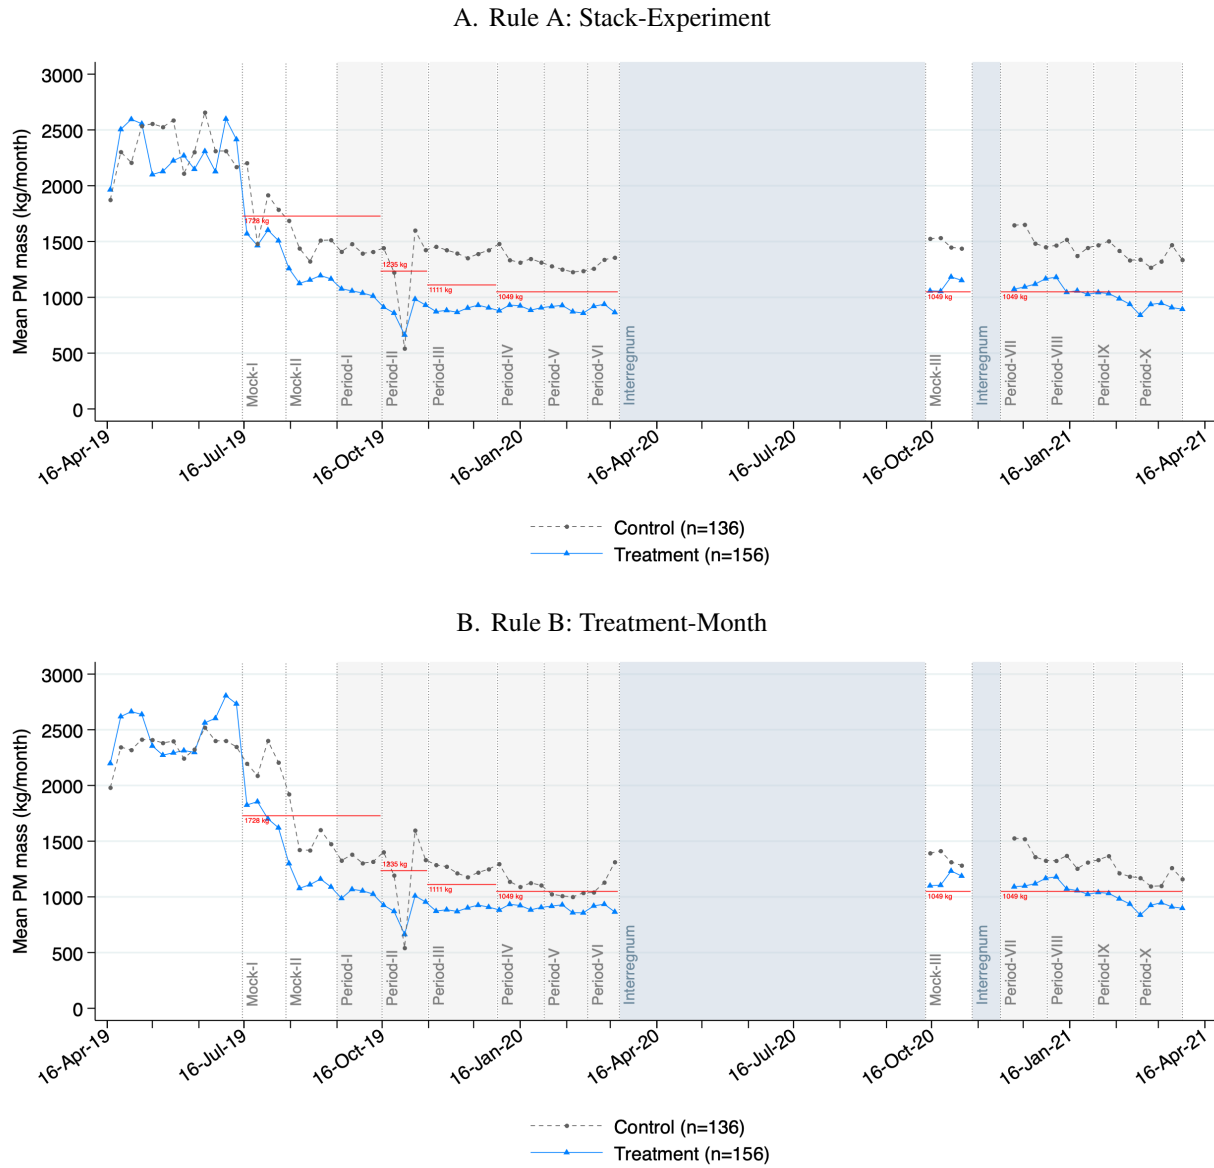 A. Rule A: Stack-Experiment
Mean PM mass (kg/month)
3000
2500
2000
1500
1000
500
0
1728 kg
1235 kg
1111 kg
1049 kg
1049 kg
1049 kg
Mock-I
Mock-II
Period-I
Period-II
Period-III
Period-IV
Period-V
Period-VI
Interregnum
Mock-III
Interregnum
Period-VII
Period-VIII
Period-IX
Period-X
16-Apr-19
16-Jul-19
16-Oct-19
16-Jan-20
16-Apr-20
16-Jul-20
16-Oct-20
16-Jan-21
16-Apr-21
Control (n=136)
Treatment (n=156)
B. Rule B: Treatment-Month
Mean PM mass (kg/month)
3000
2500
2000
1500
1000
500
0
1728 kg
1235 kg
1111 kg
1049 kg
1049 kg
1049 kg
Mock-I
Mock-II
Period-I
Period-II
Period-III
Period-IV
Period-V
Period-VI
Interregnum
Mock-III
Interregnum
Period-VII
Period-VIII
Period-IX
Period-X
16-Apr-19
16-Jul-19
16-Oct-19
16-Jan-20
16-Apr-20
16-Jul-20
16-Oct-20
16-Jan-21
16-Apr-21
Control (n=136)
Treatment (n=156)